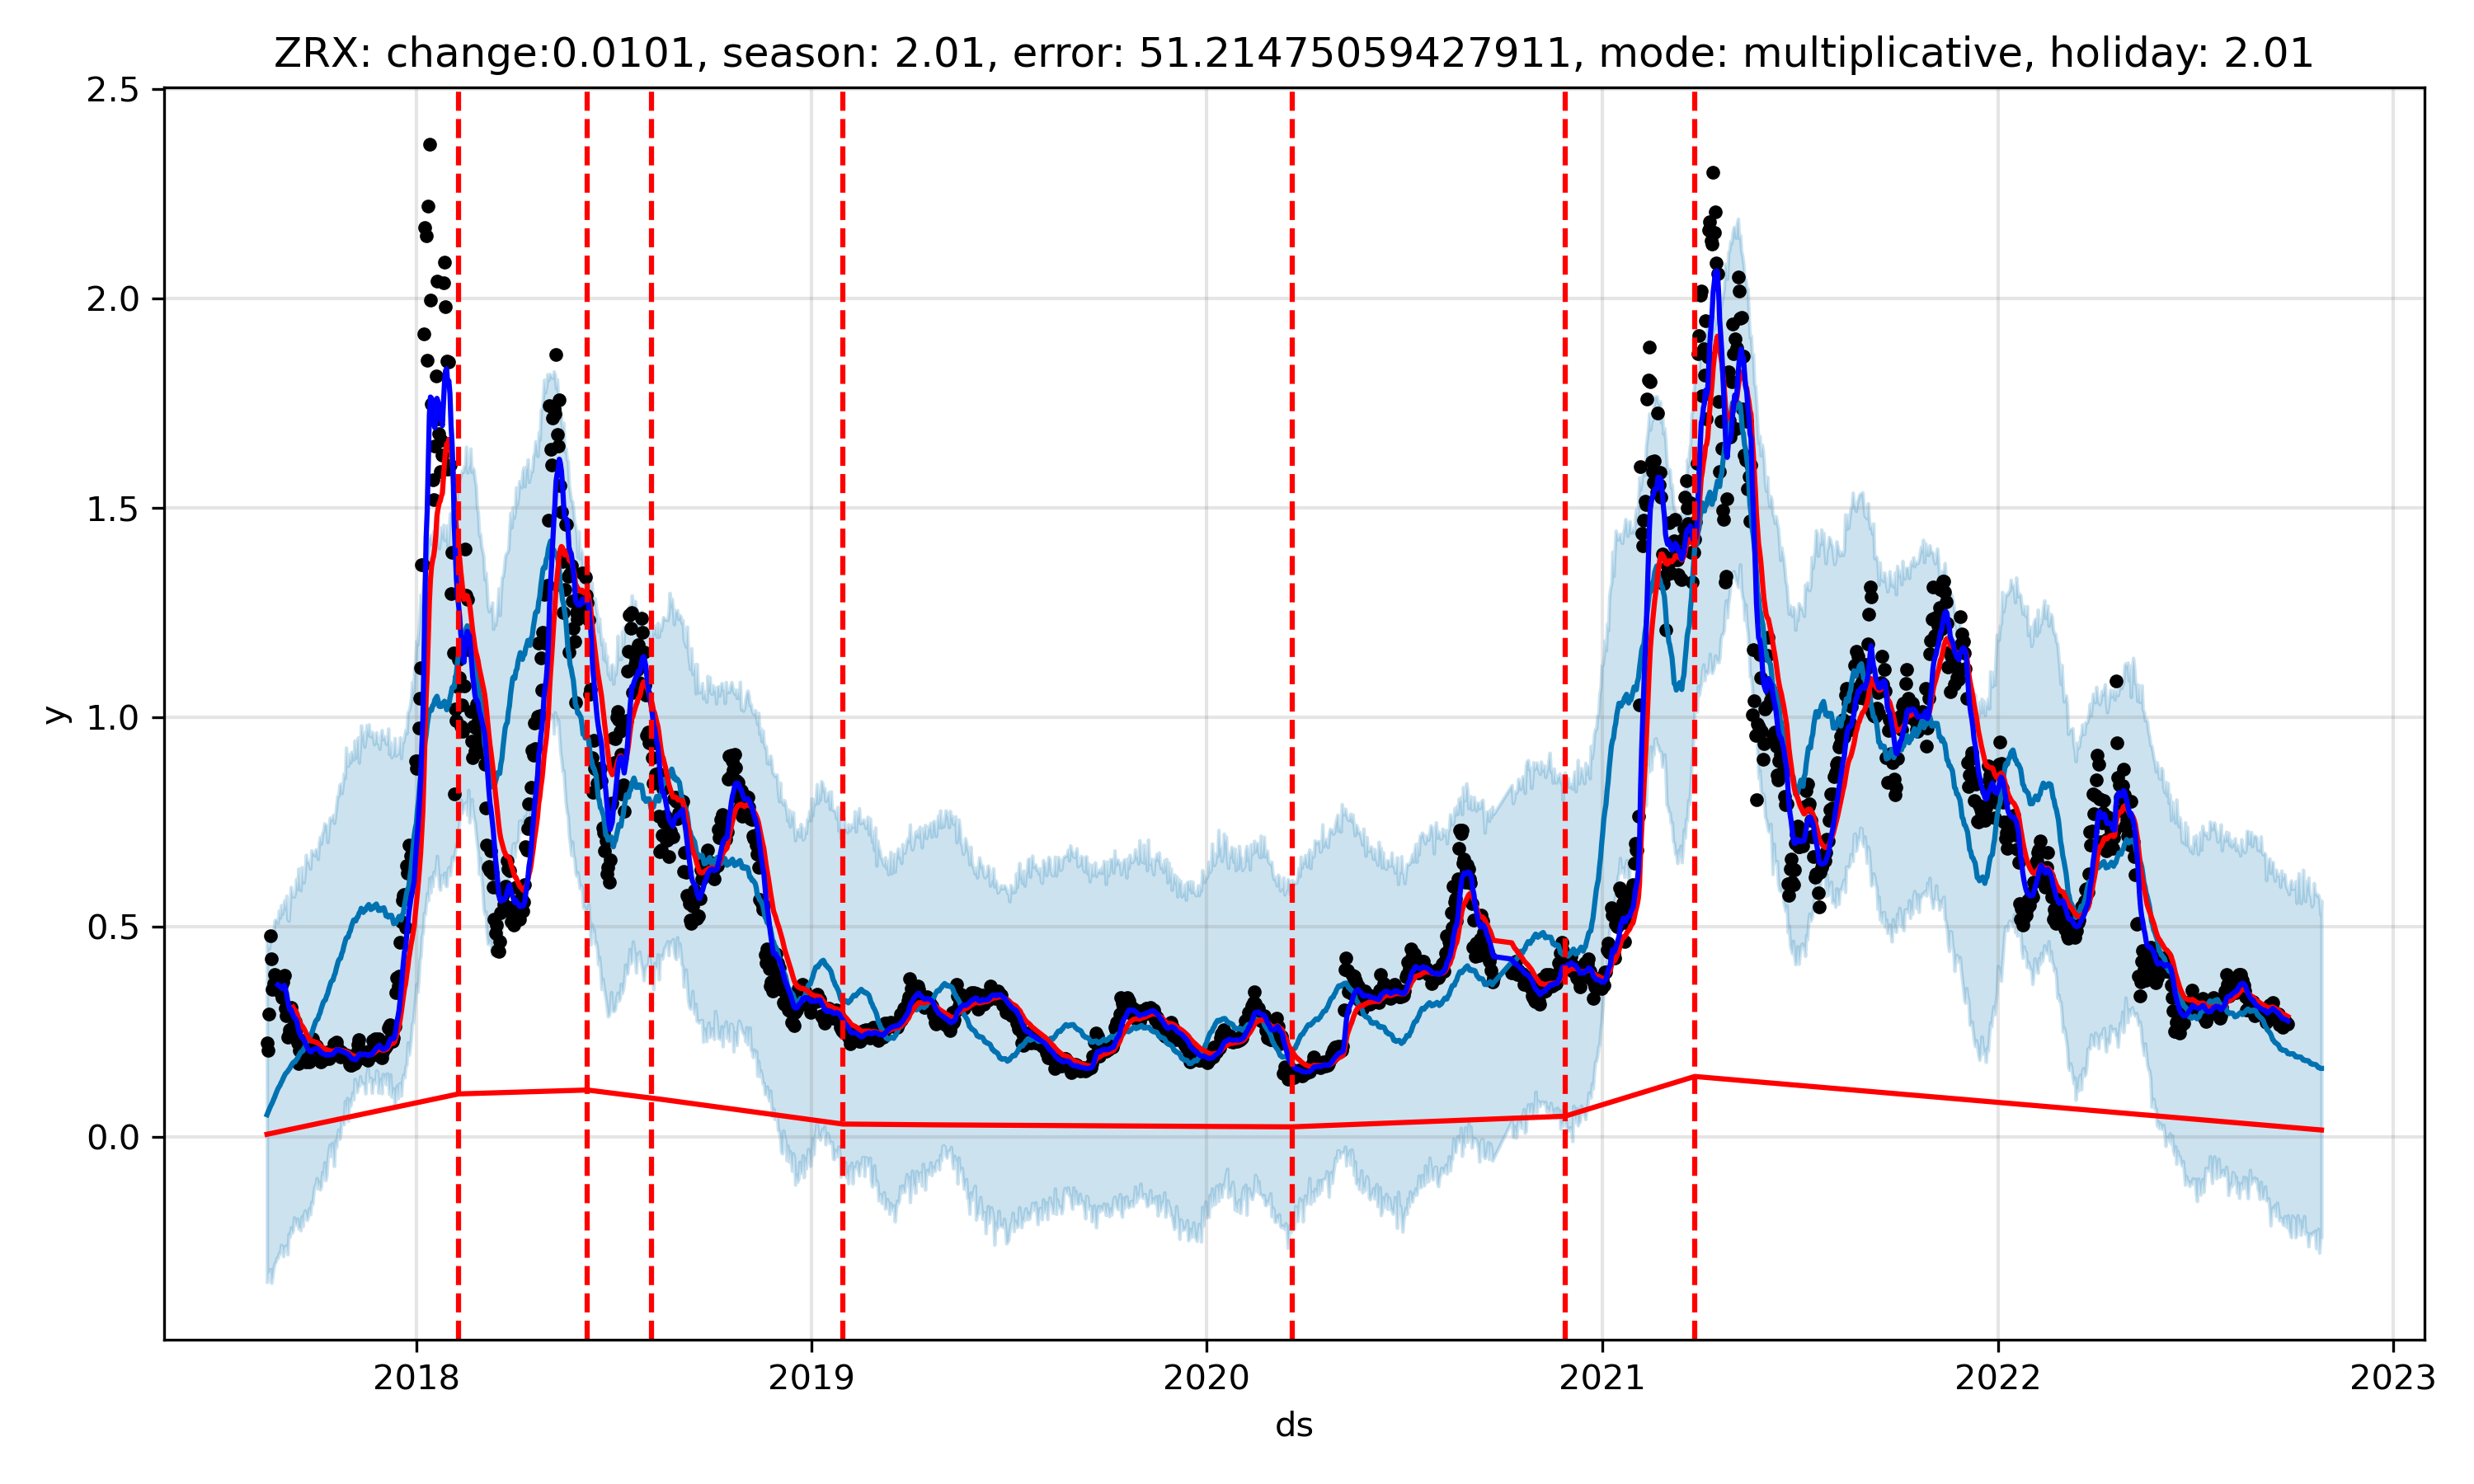 ZRX: change:0.0101, season: 2.01, error: 51.21475059427911, mode: multiplicative, holiday: 2.01
2.5
2.0
1.5
1.0
0.5
0.0
y
2018 2019 2020 2021 2022 2023
ds